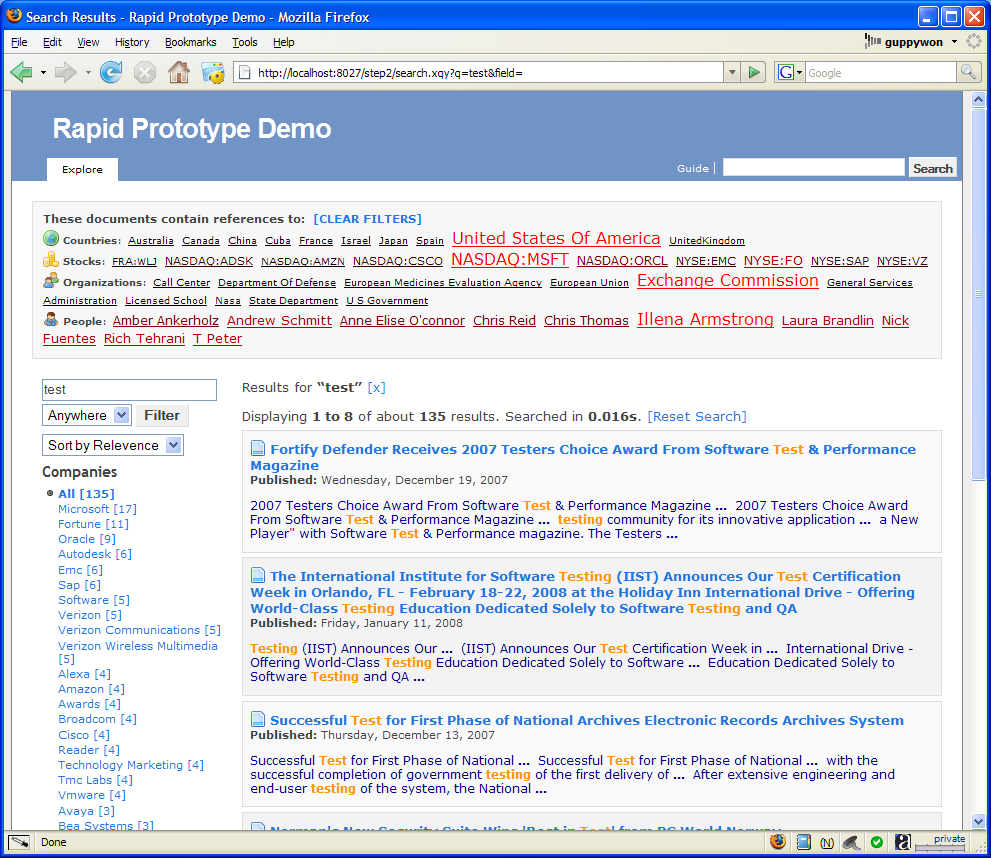 Search Results - Rapid Prototype Demo - Mozilla Firefox
File Edit View History Bookmarks Tools Help
guppywon
http://localhost:8027/step2/search.xqy?q=test&field=
G Google
Rapid Prototype Demo
Explore
Guide |
Search
These documents contain references to: [CLEAR FILTERS]
Countries: Australia Canada China Cuba France Israel Japan Spain United States Of America UnitedKingdom
Stocks: FRA:WLJ NASDAQ:ADSK NASDAQ:AMZN NASDAQ:CSCO NASDAQ:MSFT NASDAQ:ORCL NYSE:EMC NYSE:FO NYSE:SAP NYSE:VZ
Organizations: Call Center Department Of Defense European Medicines Evaluation Agency European Union Exchange Commission General Services
Administration Licensed School Nasa State Department U S Government
People: Amber Ankerholz Andrew Schmitt Anne Elise O'connor Chris Reid Chris Thomas Illena Armstrong Laura Brandlin Nick
Fuentes Rich Tehrani T Peter
test
Anywhere Filter
Sort by Relevence
Companies
All [135]
Microsoft [17]
Fortune [11]
Oracle [9]
Autodesk [6]
Emc [6]
Sap [6]
Software [5]
Verizon [5]
Verizon Communications [5]
Verizon Wireless Multimedia
[5]
Alexa [4]
Amazon [4]
Awards [4]
Broadcom [4]
Cisco [4]
Reader [4]
Technology Marketing [4]
Tmc Labs [4]
Vmware [4]
Avaya [3]
Bea Systems [3]
Results for “test” [x]
Displaying 1 to 8 of about 135 results. Searched in 0.016s. [Reset Search]
Fortify Defender Receives 2007 Testers Choice Award From Software Test & Performance
Magazine
Published: Wednesday, December 19, 2007
2007 Testers Choice Award From Software Test & Performance Magazine ... 2007 Testers Choice Award
From Software Test & Performance Magazine ... testing community for its innovative application ... a New
Player" with Software Test & Performance magazine. The Testers ...
The International Institute for Software Testing (IIST) Announces Our Test Certification
Week in Orlando, FL - February 18-22, 2008 at the Holiday Inn International Drive - Offering
World-Class Testing Education Dedicated Solely to Software Testing and QA
Published: Friday, January 11, 2008
Testing (IIST) Announces Our ... (IIST) Announces Our Test Certification Week in ... International Drive -
Offering World-Class Testing Education Dedicated Solely to Software ... Education Dedicated Solely to
Software Testing and QA ...
Successful Test for First Phase of National Archives Electronic Records Archives System
Published: Thursday, December 13, 2007
Successful Test for First Phase of National ... Successful Test for First Phase of National ... with the
successful completion of government testing of the first delivery of ... After extensive engineering and
end-user testing of the system, the National ...
Norman's New Security Suite Wins 'Best in Test' from PC World Norway
Done
(N)
a
private